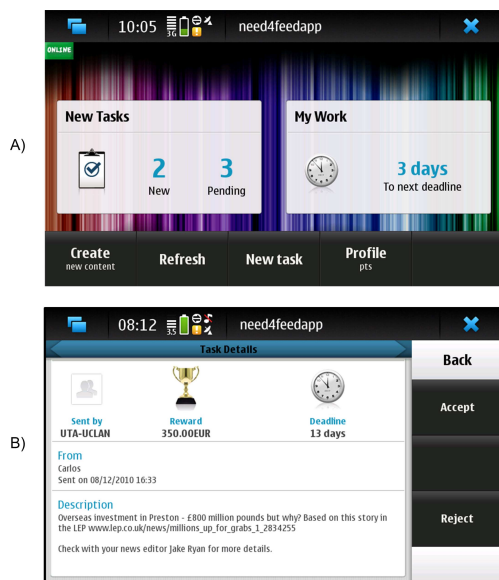 10:05 3G need4feedapp
ONLINE
A)
New Tasks
My Work
2
3
3 days
New
Pending
To next deadline
Create
new content
Refresh
New task
Profile
pts
08:12 3.5 need4feedapp
Task Details
Back
Accept
Reject
B)
Sent by
UTA-UCLAN
Reward
350.00EUR
Deadline
13 days
From
Carlos
Sent on 08/12/2010 16:33
Description
Overseas investment in Preston - £800 million pounds but why? Based on this story in
the LEP www.lep.co.uk/news/millions_up_for_grabs_1_2834255
Check with your news editor Jake Ryan for more details.